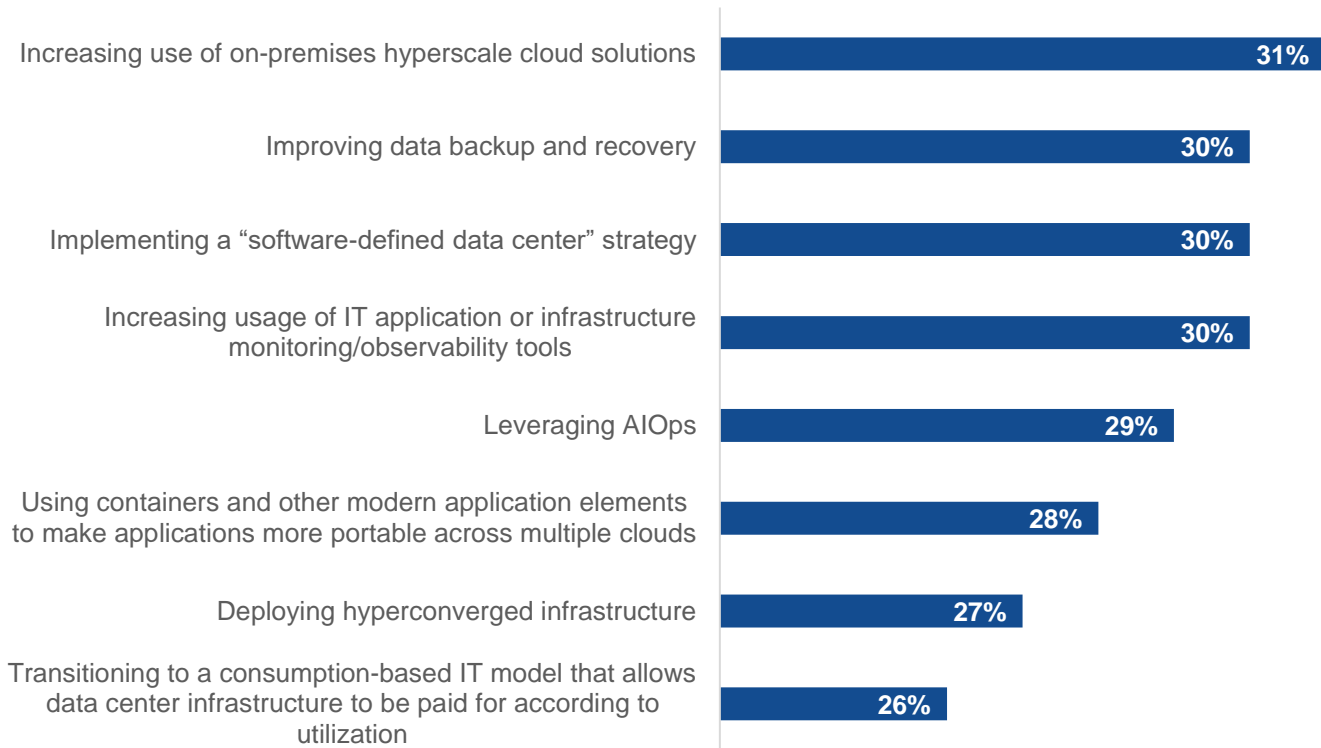 Increasing use of on-premises hyperscale cloud solutions
31%
Improving data backup and recovery
30%
Implementing a “software-defined data center” strategy
30%
Increasing usage of IT application or infrastructure
monitoring/observability tools
30%
Leveraging AIOps
29%
Using containers and other modern application elements
to make applications more portable across multiple clouds
28%
Deploying hyperconverged infrastructure
27%
Transitioning to a consumption-based IT model that allows
data center infrastructure to be paid for according to
utilization
26%